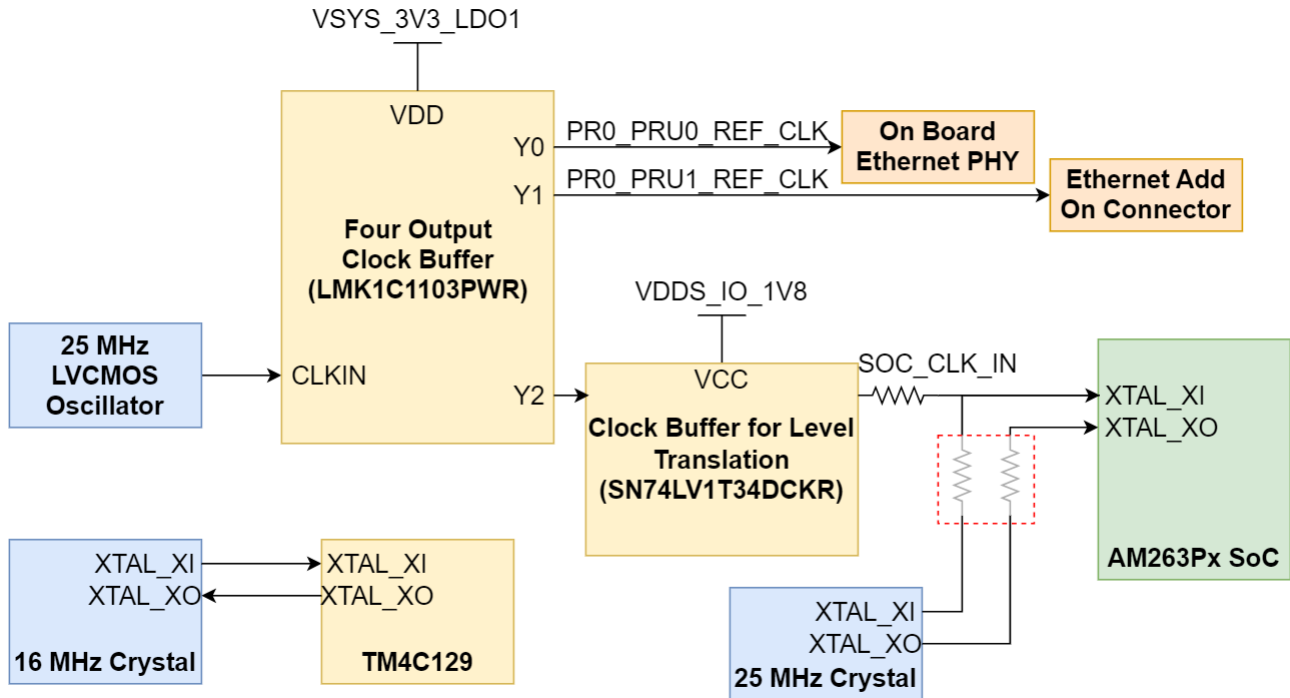 VSYS_3V3_LDO1
VDD
Y0
PR0_PRU0_REF_CLK
On Board
Ethernet PHY
Y1
PR0_PRU1_REF_CLK
Ethernet Add
On Connector
Four Output
Clock Buffer
(LMK1C1103PWR)
VDDS_IO_1V8
25 MHz
LVCMOS
Oscillator
CLKIN
Y2
VCC
Clock Buffer for Level
Translation
(SN74LV1T34DCKR)
SOC_CLK_IN
XTAL_XI
XTAL_XO
AM263Px SoC
XTAL_XI
XTAL_XO
16 MHz Crystal
XTAL_XI
XTAL_XO
TM4C129
XTAL_XI
XTAL_XO
25 MHz Crystal